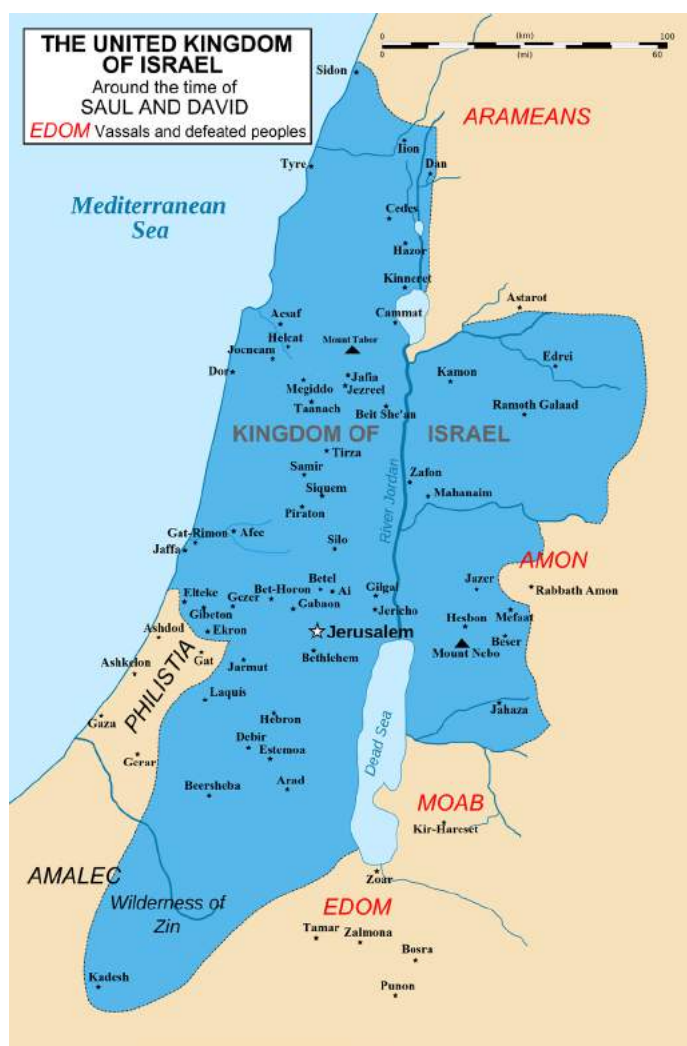 THE UNITED KINGDOM
OF ISRAEL
Around the time of
SAUL AND DAVID
EDOM Vassals and defeated peoples
0 (km) 100
0 (mi) 60
Sidon
ARAMEANS
Iion
Tyre
Dan
Mediterranean
Sea
Cedes
Hazor
Kinneret
Astarot
Acsaf
Cammat
Helcat
Mount Tabor
Jocneam
Edrei
Dor
Jafia
Kamon
Megiddo
Jezreel
Taanach
Beit She'an
Ramoth Galaad
KINGDOM OF ISRAEL
Tirza
Samir
Zafon
Siquem
Mahanaim
Piraton
River Jordan
Gat-Rimon
Afec
Silo
Jaffa
AMON
Betel
Gilgal
Jazer
Rabbath Amon
Elteke
Gezer
Bet-Horon
Ai
Gibeton
Gabaon
Jericho
Mefaat
Hesbon
Ekron
Jerusalem
Ashdod
Beser
Bethlehem
Mount Nebo
Gat
Ashkelon
Jarmut
PHILISTIA
Laquis
Jahaza
Gaza
Hebron
Dead Sea
Debir
Estemoa
Gerar
Beersheba
Arad
MOAB
Kir-Hareset
AMALEC
Zoar
Wilderness of
Zin
EDOM
Tamar
Zalmona
Bosra
Kadesh
Punon